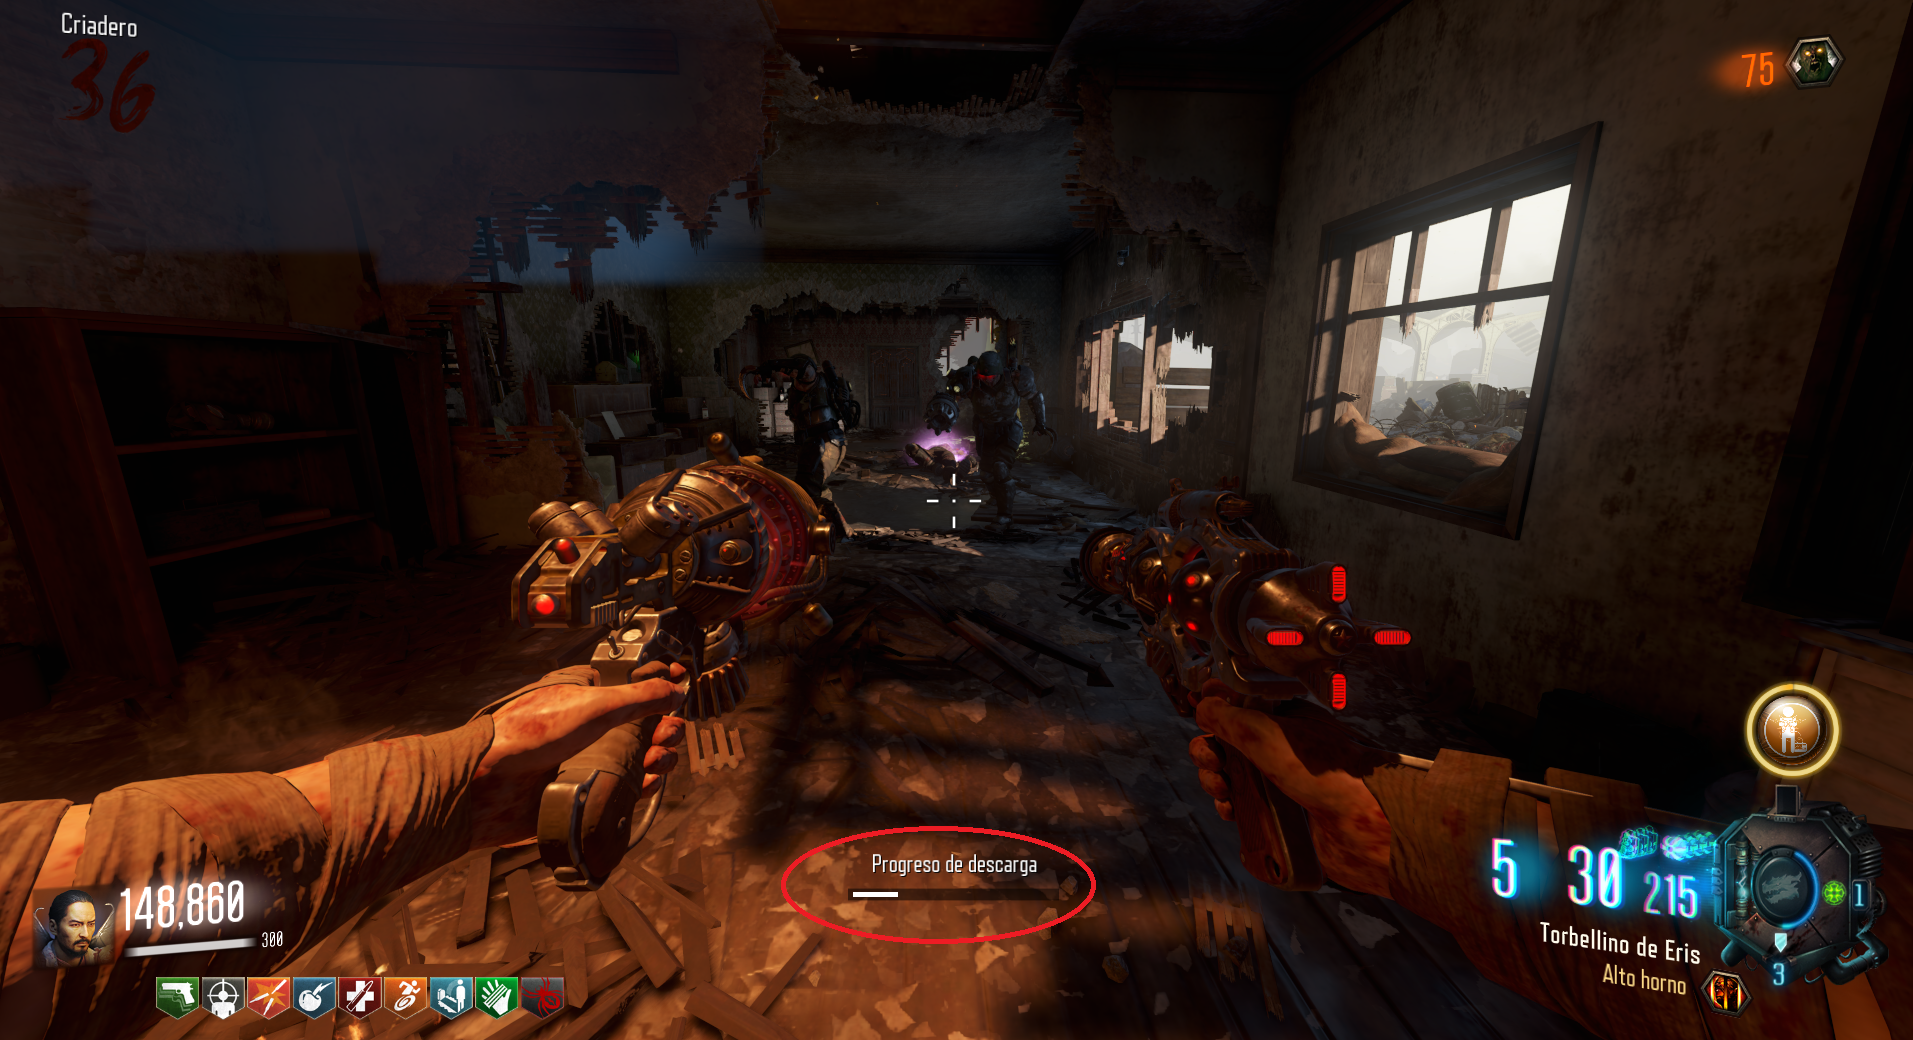 Criadero
36
75
Progreso de descarga
148,860
300
5
30
215
1
Torbellino de Eris
Alto horno
3